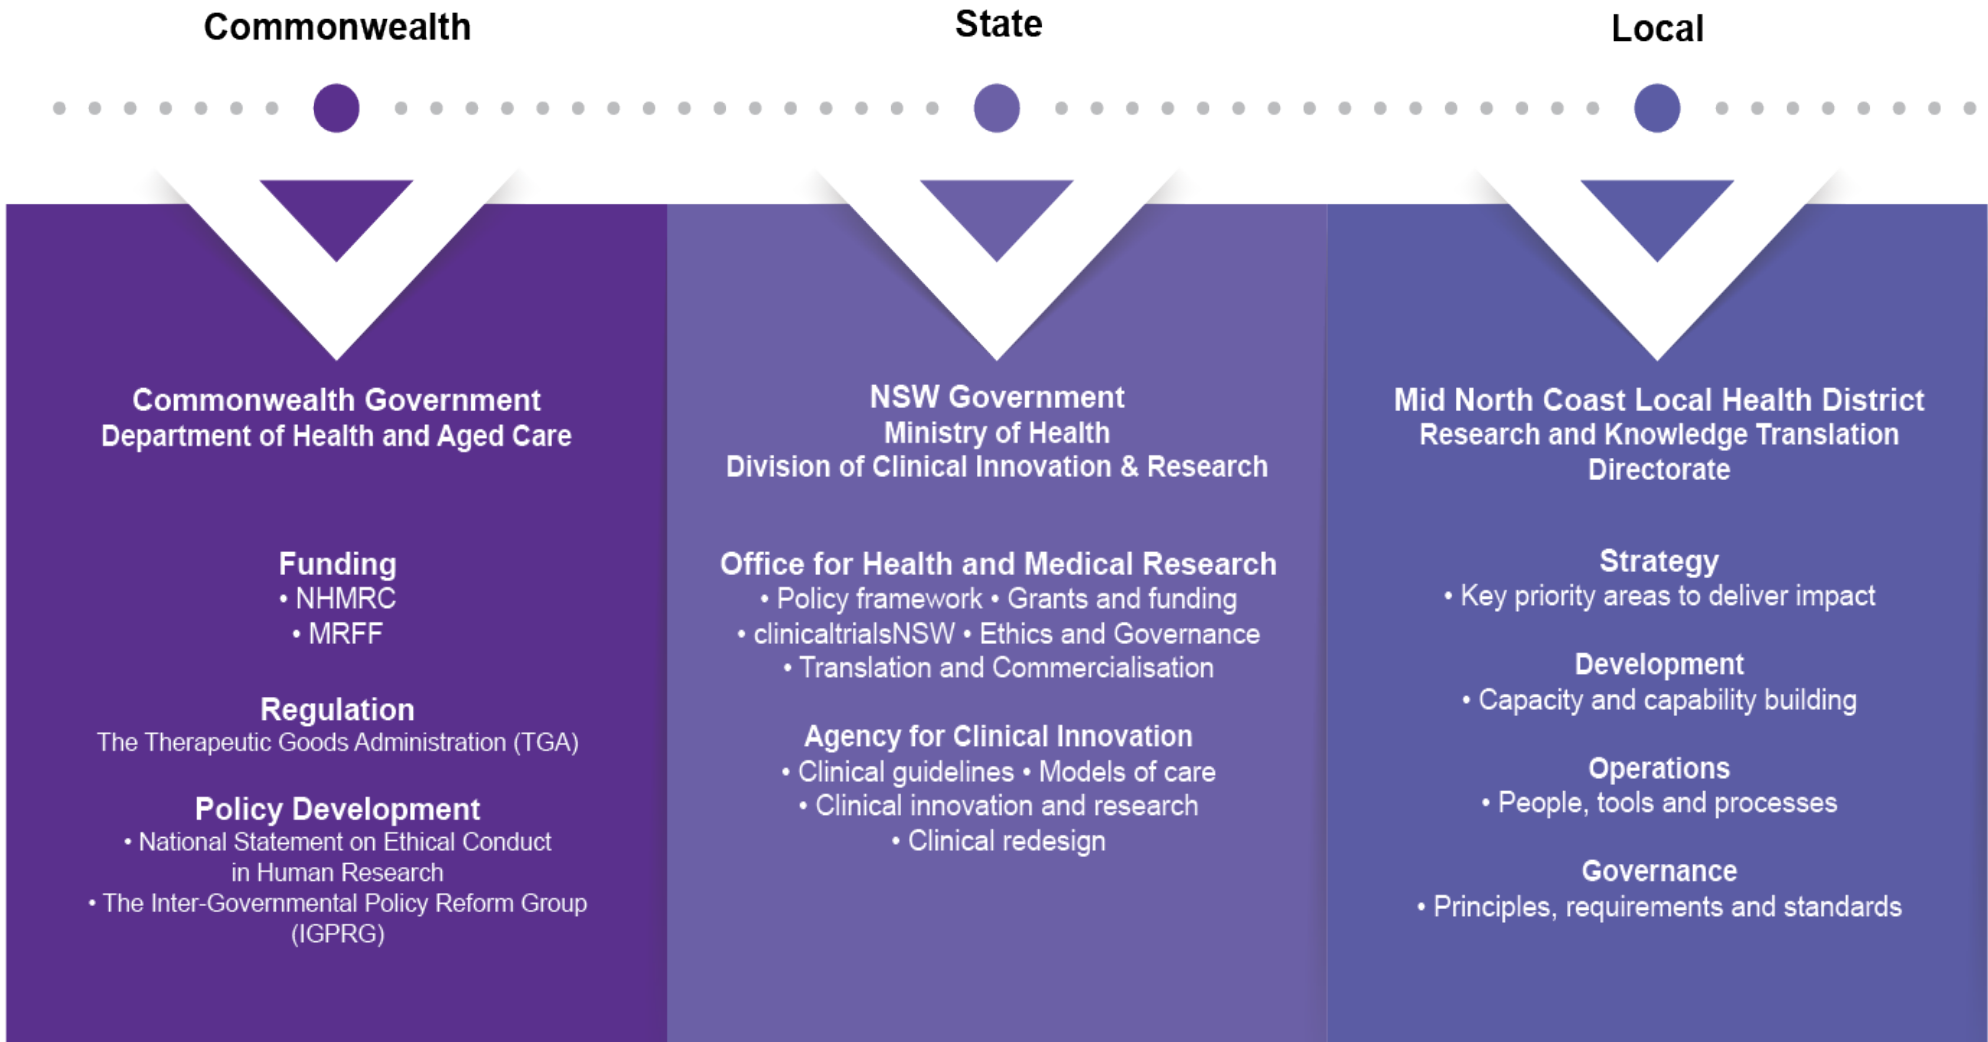 Commonwealth
State
Local
Commonwealth Government
Department of Health and Aged Care
Funding
• NHMRC
• MRFF
Regulation
The Therapeutic Goods Administration (TGA)
Policy Development
• National Statement on Ethical Conduct
in Human Research
• The Inter-Governmental Policy Reform Group
(IGPRG)
NSW Government
Ministry of Health
Division of Clinical Innovation & Research
Office for Health and Medical Research
• Policy framework • Grants and funding
• clinicaltrialsNSW • Ethics and Governance
• Translation and Commercialisation
Agency for Clinical Innovation
• Clinical guidelines • Models of care
• Clinical innovation and research
• Clinical redesign
Mid North Coast Local Health District
Research and Knowledge Translation
Directorate
Strategy
• Key priority areas to deliver impact
Development
• Capacity and capability building
Operations
• People, tools and processes
Governance
• Principles, requirements and standards